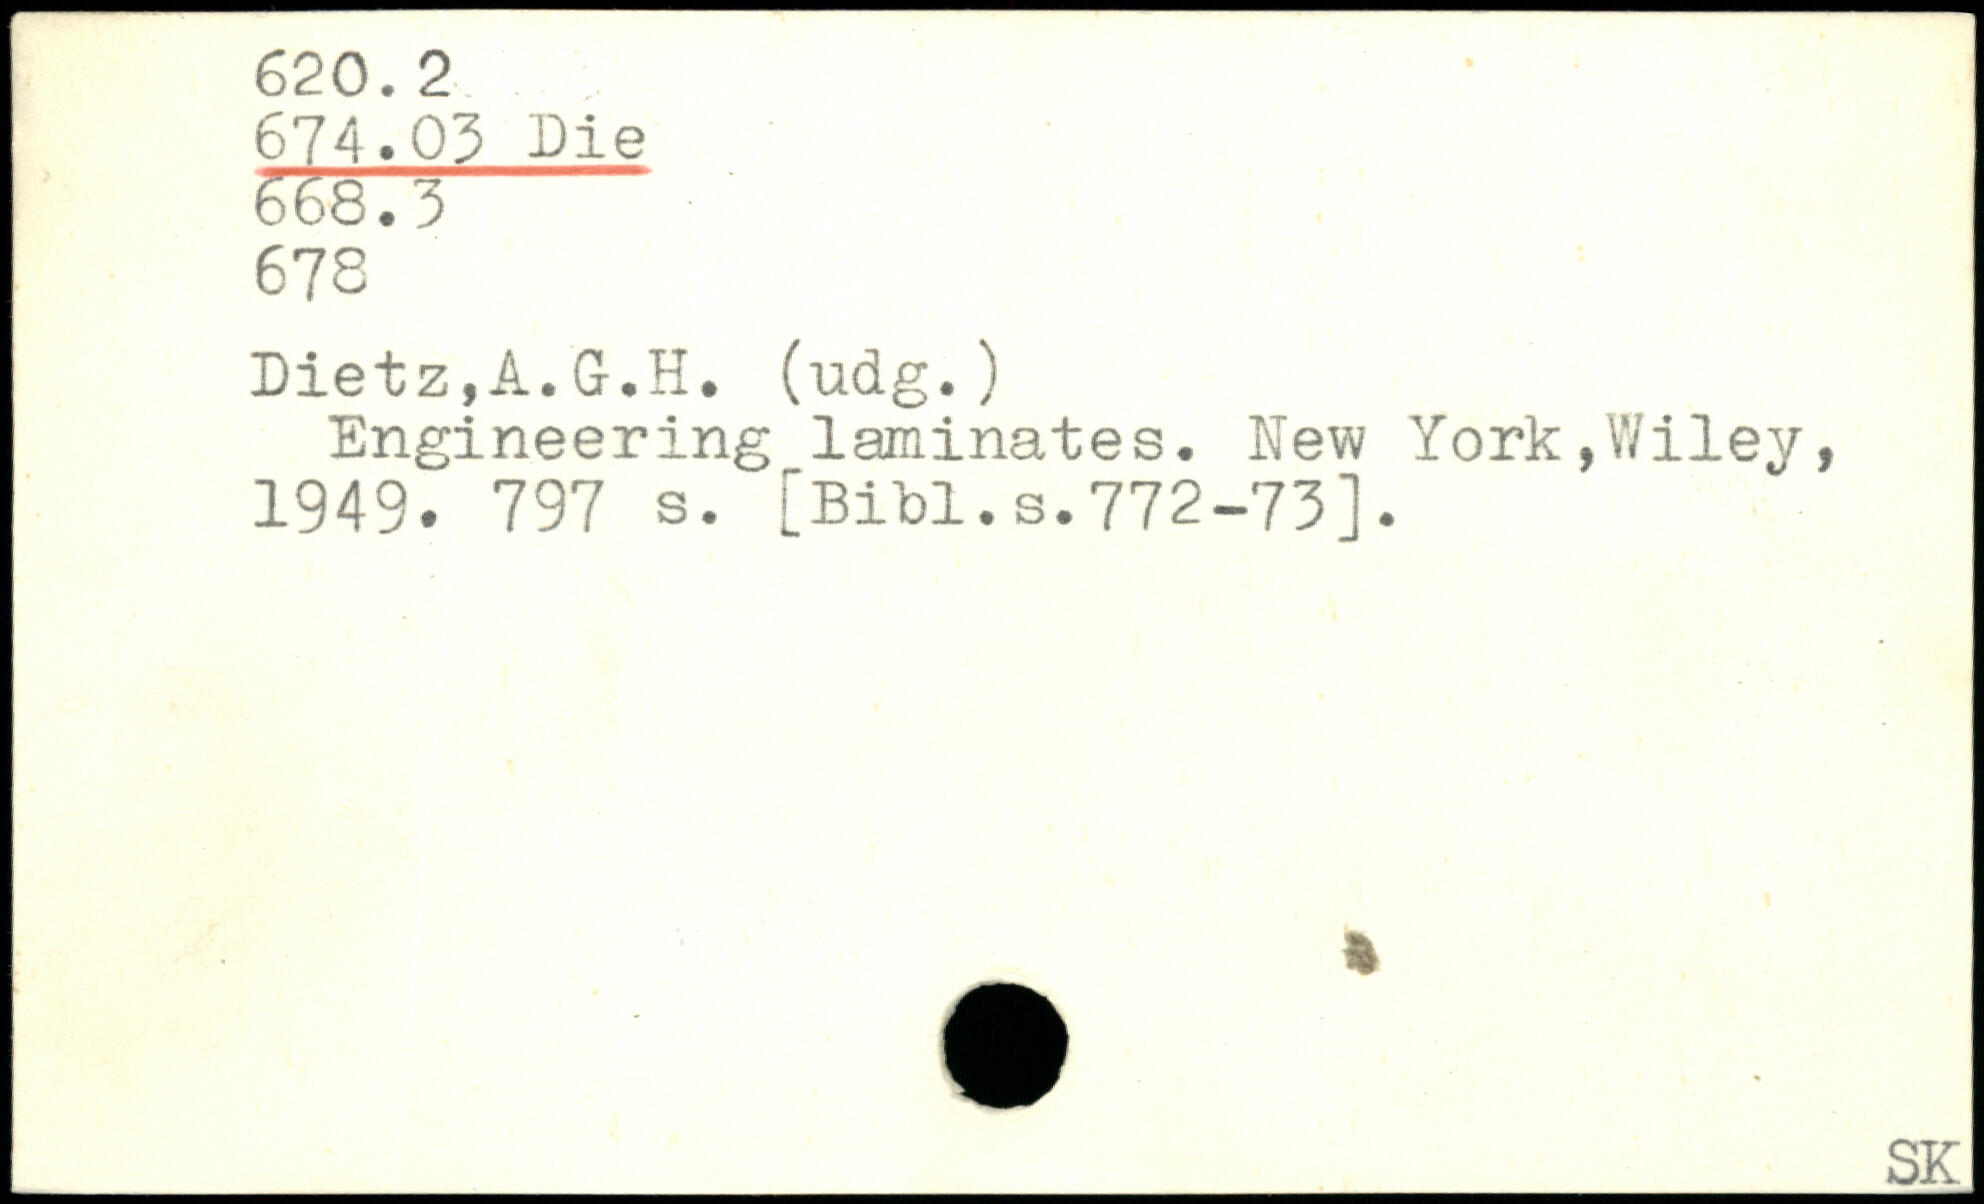 620.2
674.03 Die
668.3
678
Dietz,A.G.H. (udg.)
Engineering laminates. New York,Wiley,
1949. 797 s. [Bibl.s.772-73].
SK